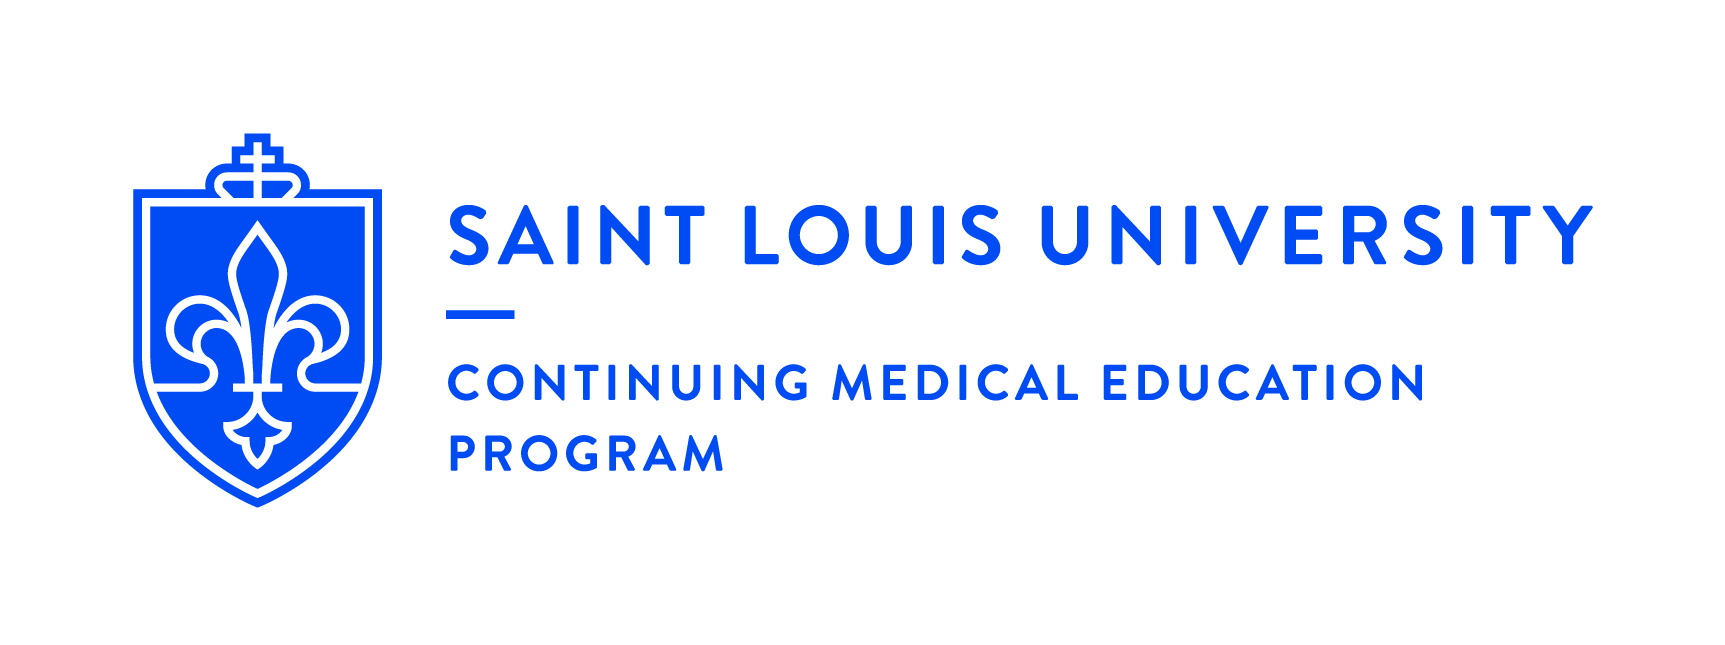 SAINT LOUIS UNIVERSITY
CONTINUING MEDICAL EDUCATION
PROGRAM